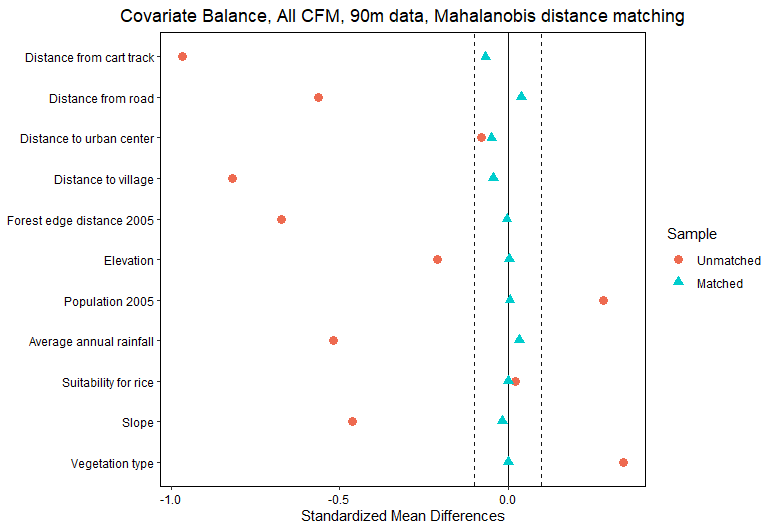 Covariate Balance, All CFM, 90m data, Mahalanobis distance matching
Distance from cart track
Distance from road
Distance to urban center
Distance to village
Forest edge distance 2005
Elevation
Population 2005
Average annual rainfall
Suitability for rice
Slope
Vegetation type
-1.0
-0.5
0.0
Standardized Mean Differences
Sample
Unmatched
Matched